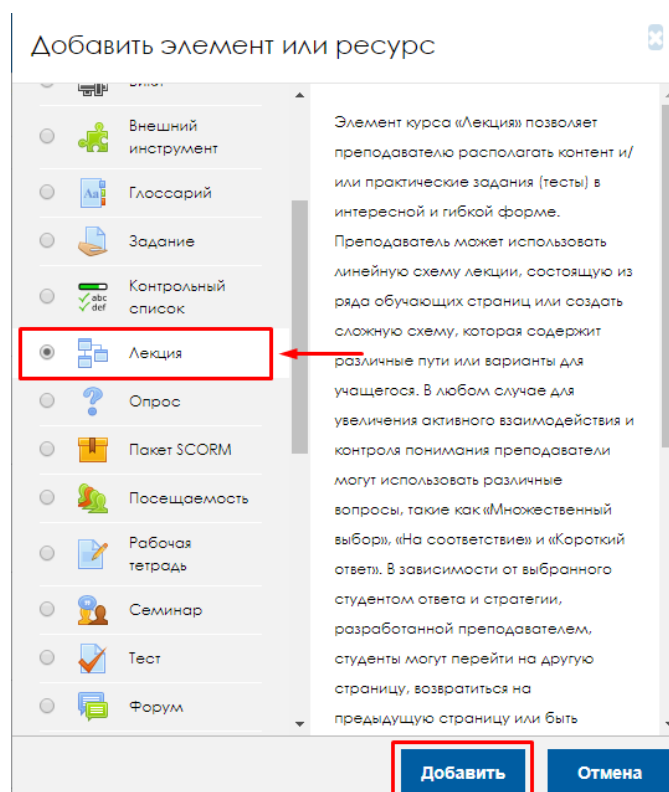 Добавить элемент или ресурс
Внешний
инструмент
Глоссарий
Задание
Контрольный
список
Лекция
Опрос
Пакет SCORM
Посещаемость
Рабочая
тетрадь
Семинар
Тест
Форум
Элемент курса «Лекция» позволяет
преподавателю располагать контент и/
или практические задания (тесты) в
интересной и гибкой форме.
Преподаватель может использовать
линейную схему лекции, состоящую из
ряда обучающих страниц или создать
сложную схему, которая содержит
различные пути или варианты для
учащегося. В любом случае для
увеличения активного взаимодействия и
контроля понимания преподаватели
могут использовать различные
вопросы, такие как «Множественный
выбор», «На соответствие» и «Короткий
ответ». В зависимости от выбранного
студентом ответа и стратегии,
разработанной преподавателем,
студенты могут перейти на другую
страницу, возвратиться на
предыдущую страницу или быть
Добавить
Отмена